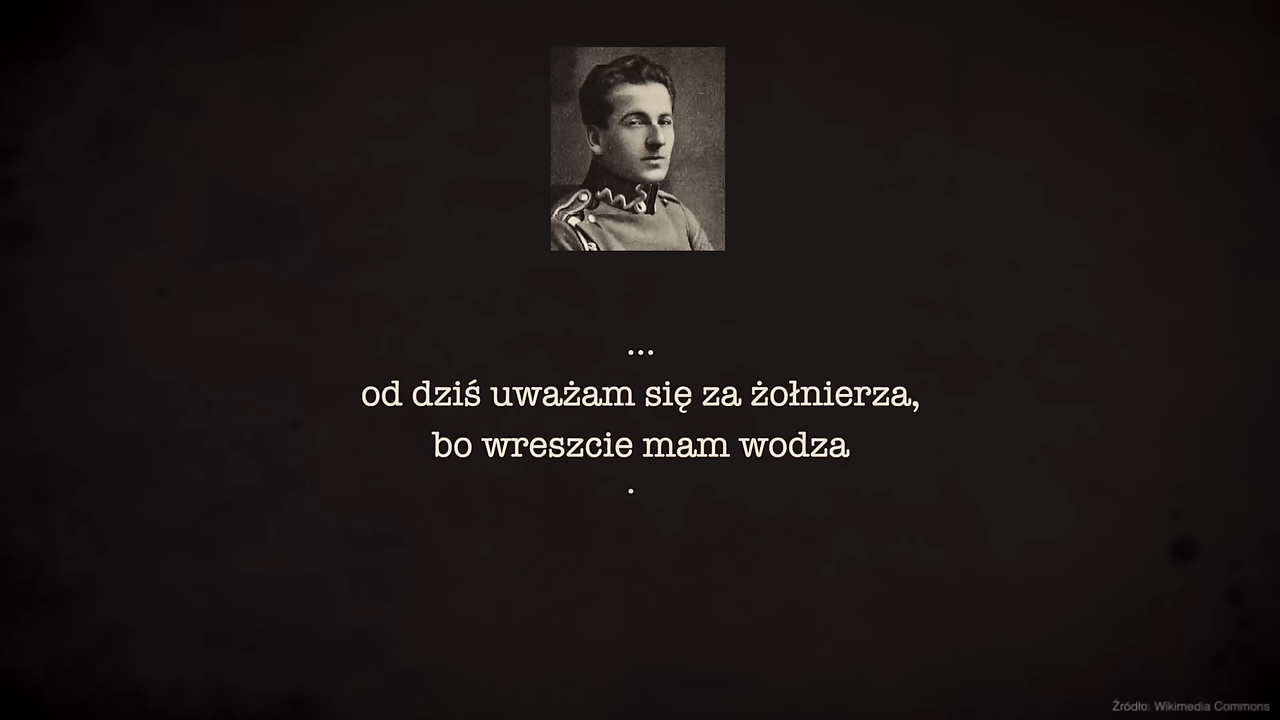 ...
od dziś uważam się za żołnierza,
bo wreszcie mam wodza
.
Źródło: Wikimedia Commons